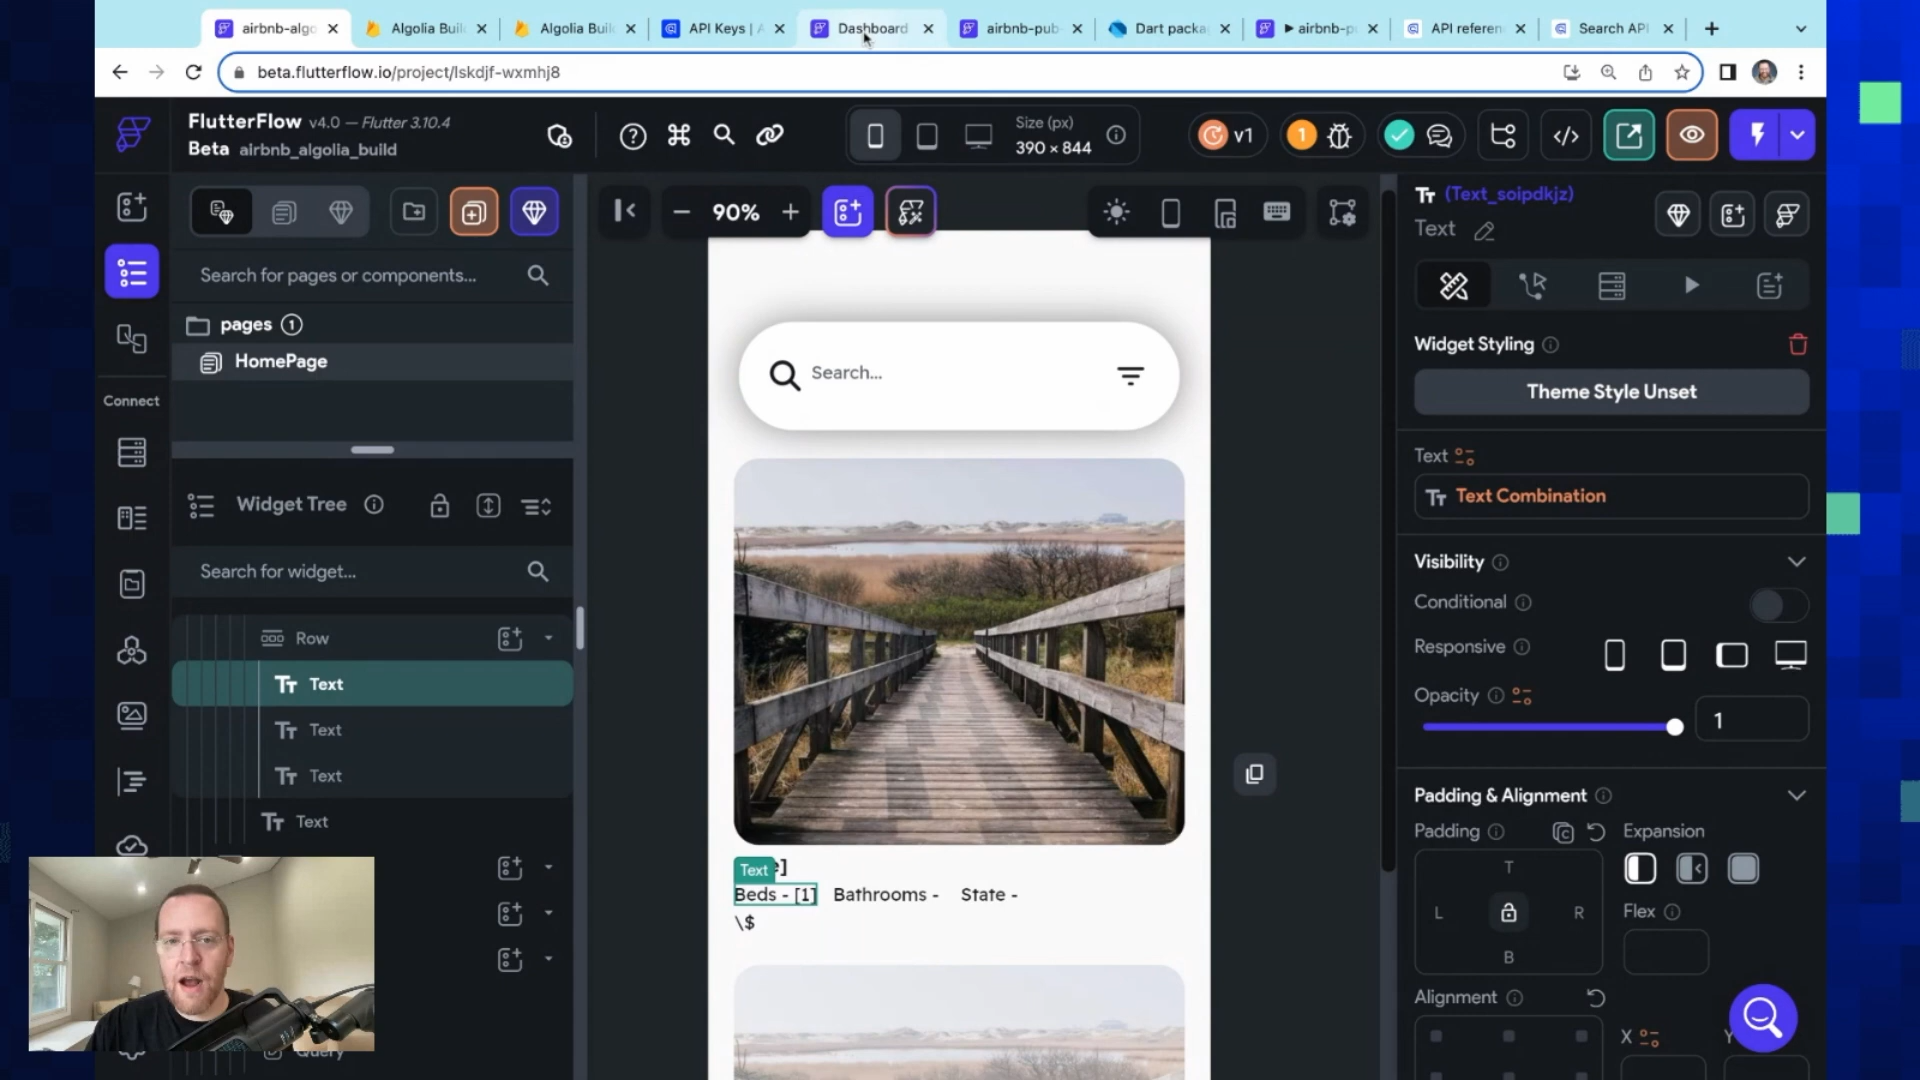 airbnb-algo
Algolia Buil
Algolia Buil
API Keys | A
Dashboard
airbnb-pub-
Dart packa
airbnb-p
API referen
Search API
beta.flutterflow.io/project/lskdjf-wxmhj8
FlutterFlow v4.0 — Flutter 3.10.4
Beta airbnb_algolia_build
Size (px)
390 × 844
v1
1
90%
(Text_soipdkjz)
Text
Search for pages or components...
pages 1
HomePage
Connect
Widget Tree
Search for widget...
Row
Text
Text
Text
Text
Query
Search...
Text e]
Beds - [1] Bathrooms - State -
\$
Widget Styling
Theme Style Unset
Text
Text Combination
Visibility
Conditional
Responsive
Opacity
1
Padding & Alignment
Padding
Expansion
T
L
R
B
Flex
Alignment
X
Y